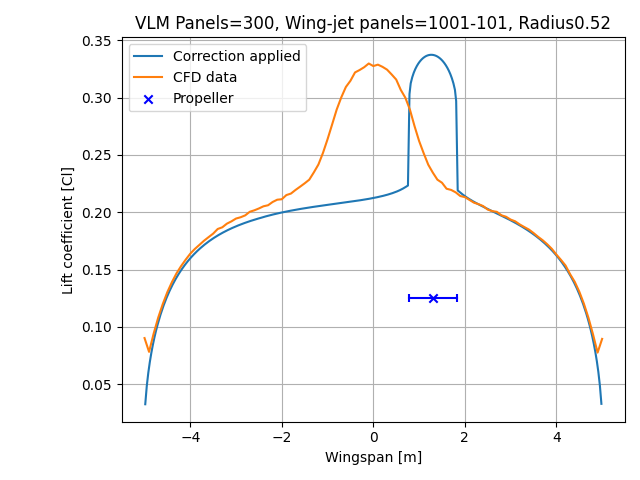 VLM Panels=300, Wing-jet panels=1001-101, Radius0.52
Correction applied
CFD data
Propeller
0.35
0.30
0.25
0.20
0.15
0.10
0.05
Lift coefficient [Cl]
−4
−2
0
2
4
Wingspan [m]